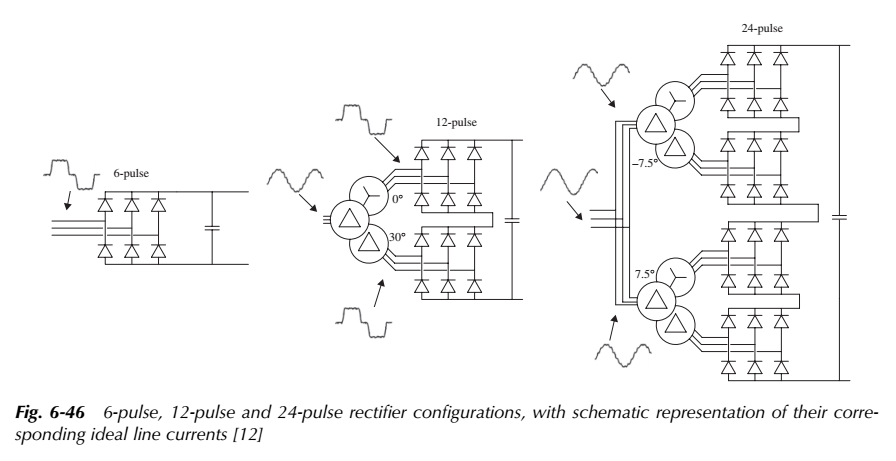 24-pulse
12-pulse
6-pulse
–7.5°
0°
30°
7.5°
Fig. 6-46 6-pulse, 12-pulse and 24-pulse rectifier configurations, with schematic representation of their corre-
sponding ideal line currents [12]